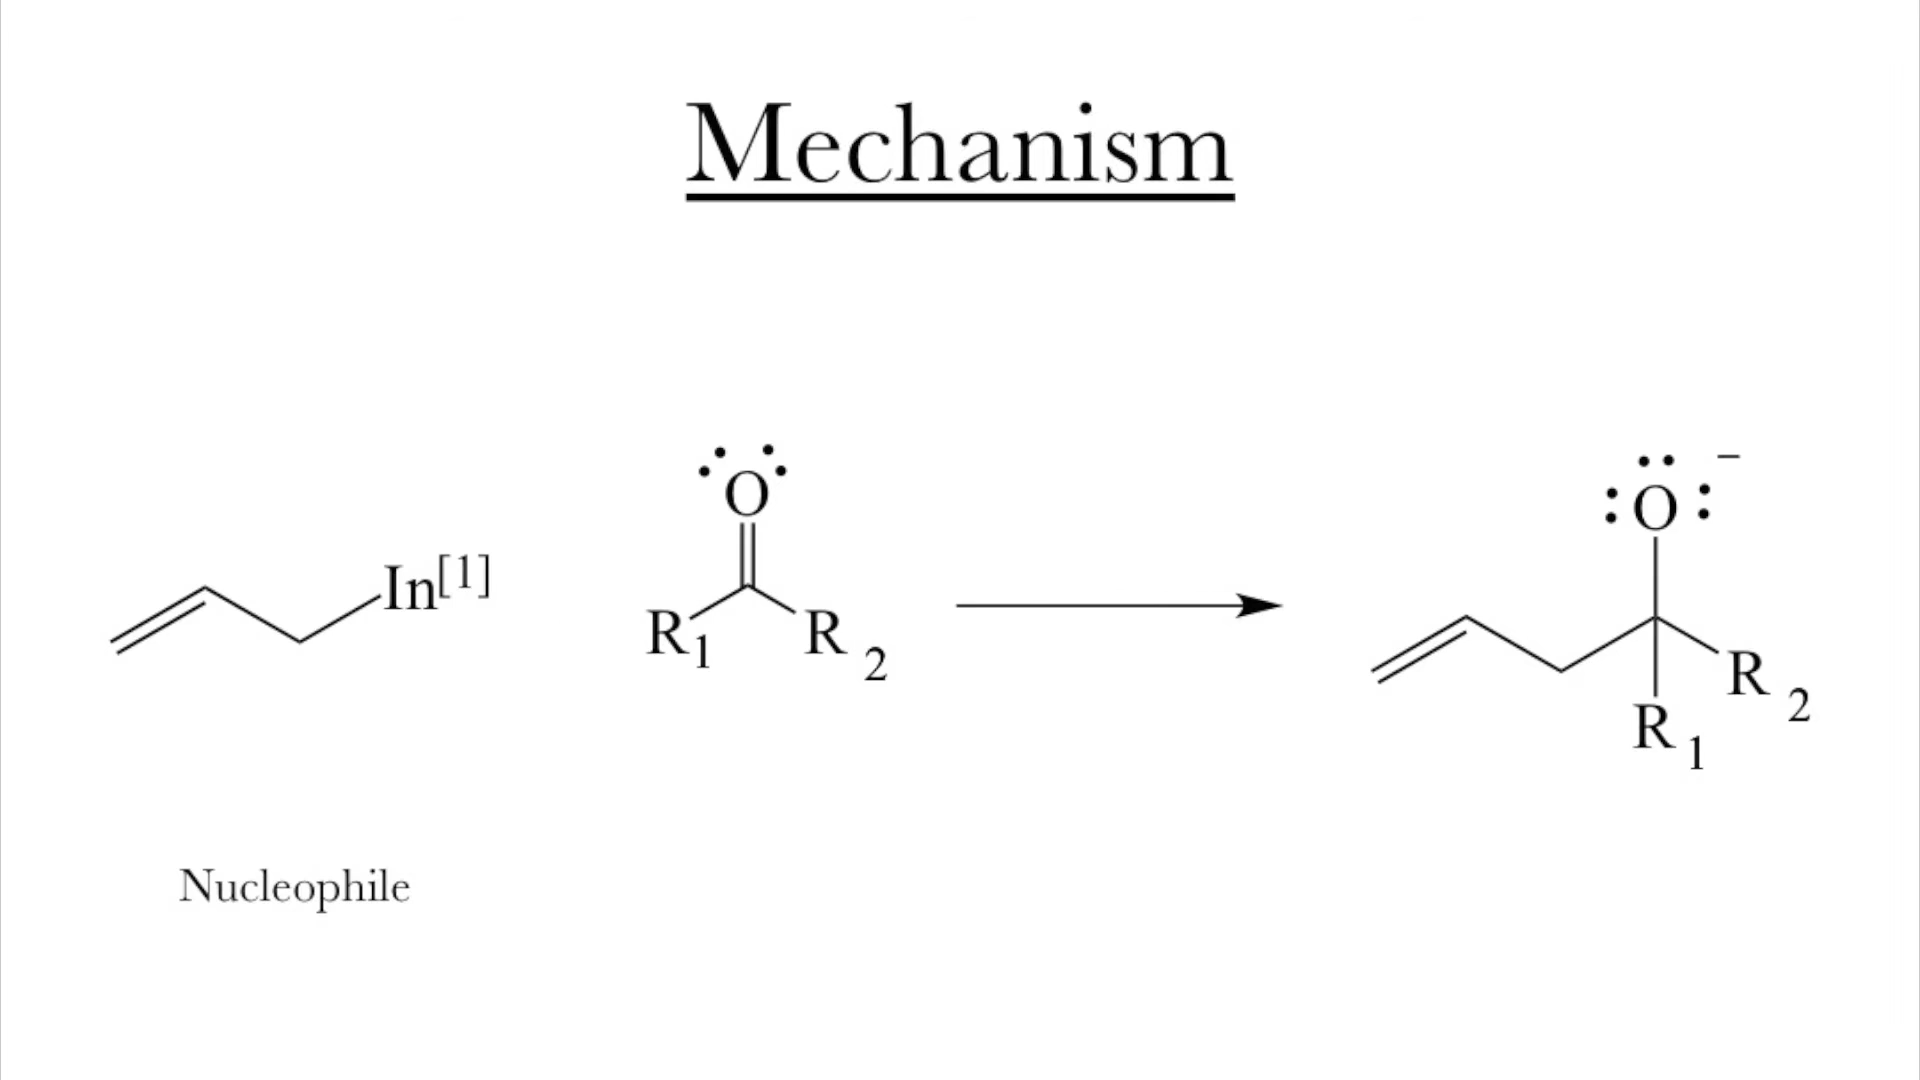 Mechanism
O
In[1]
R1
R2
O−
R1
R2
Nucleophile